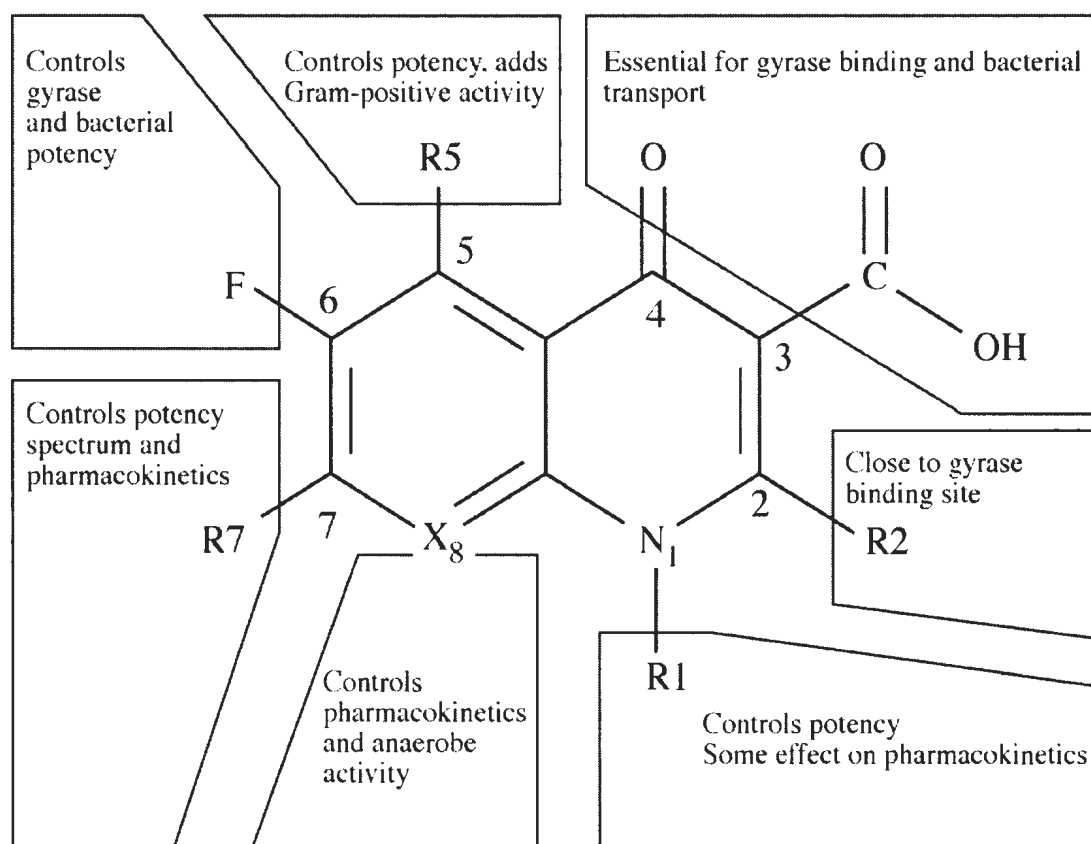 Controls
gyrase
and bacterial
potency
Controls potency. adds
Gram-positive activity
Essential for gyrase binding and bacterial
transport
R5
O
O
5
F
6
4
C
3
OH
Controls potency
spectrum and
pharmacokinetics
Close to gyrase
binding site
R7
7
X8
N1
2
R2
R1
Controls
pharmacokinetics
and anaerobe
activity
Controls potency
Some effect on pharmacokinetics